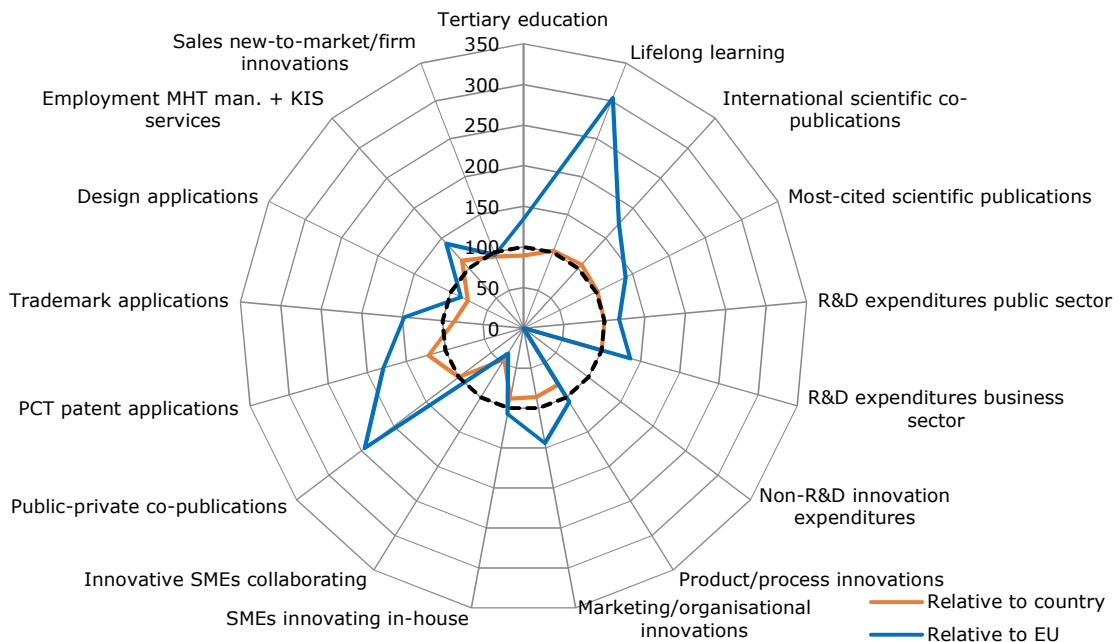 Tertiary education
Sales new-to-market/firm
innovations
Lifelong learning
Employment MHT man. + KIS
services
International scientific co-
publications
Design applications
Most-cited scientific publications
Trademark applications
R&D expenditures public sector
PCT patent applications
R&D expenditures business
sector
Public-private co-publications
Non-R&D innovation
expenditures
Innovative SMEs collaborating
Product/process innovations
SMEs innovating in-house
Marketing/organisational
innovations
350
300
250
200
150
100
50
0
Relative to country
Relative to EU